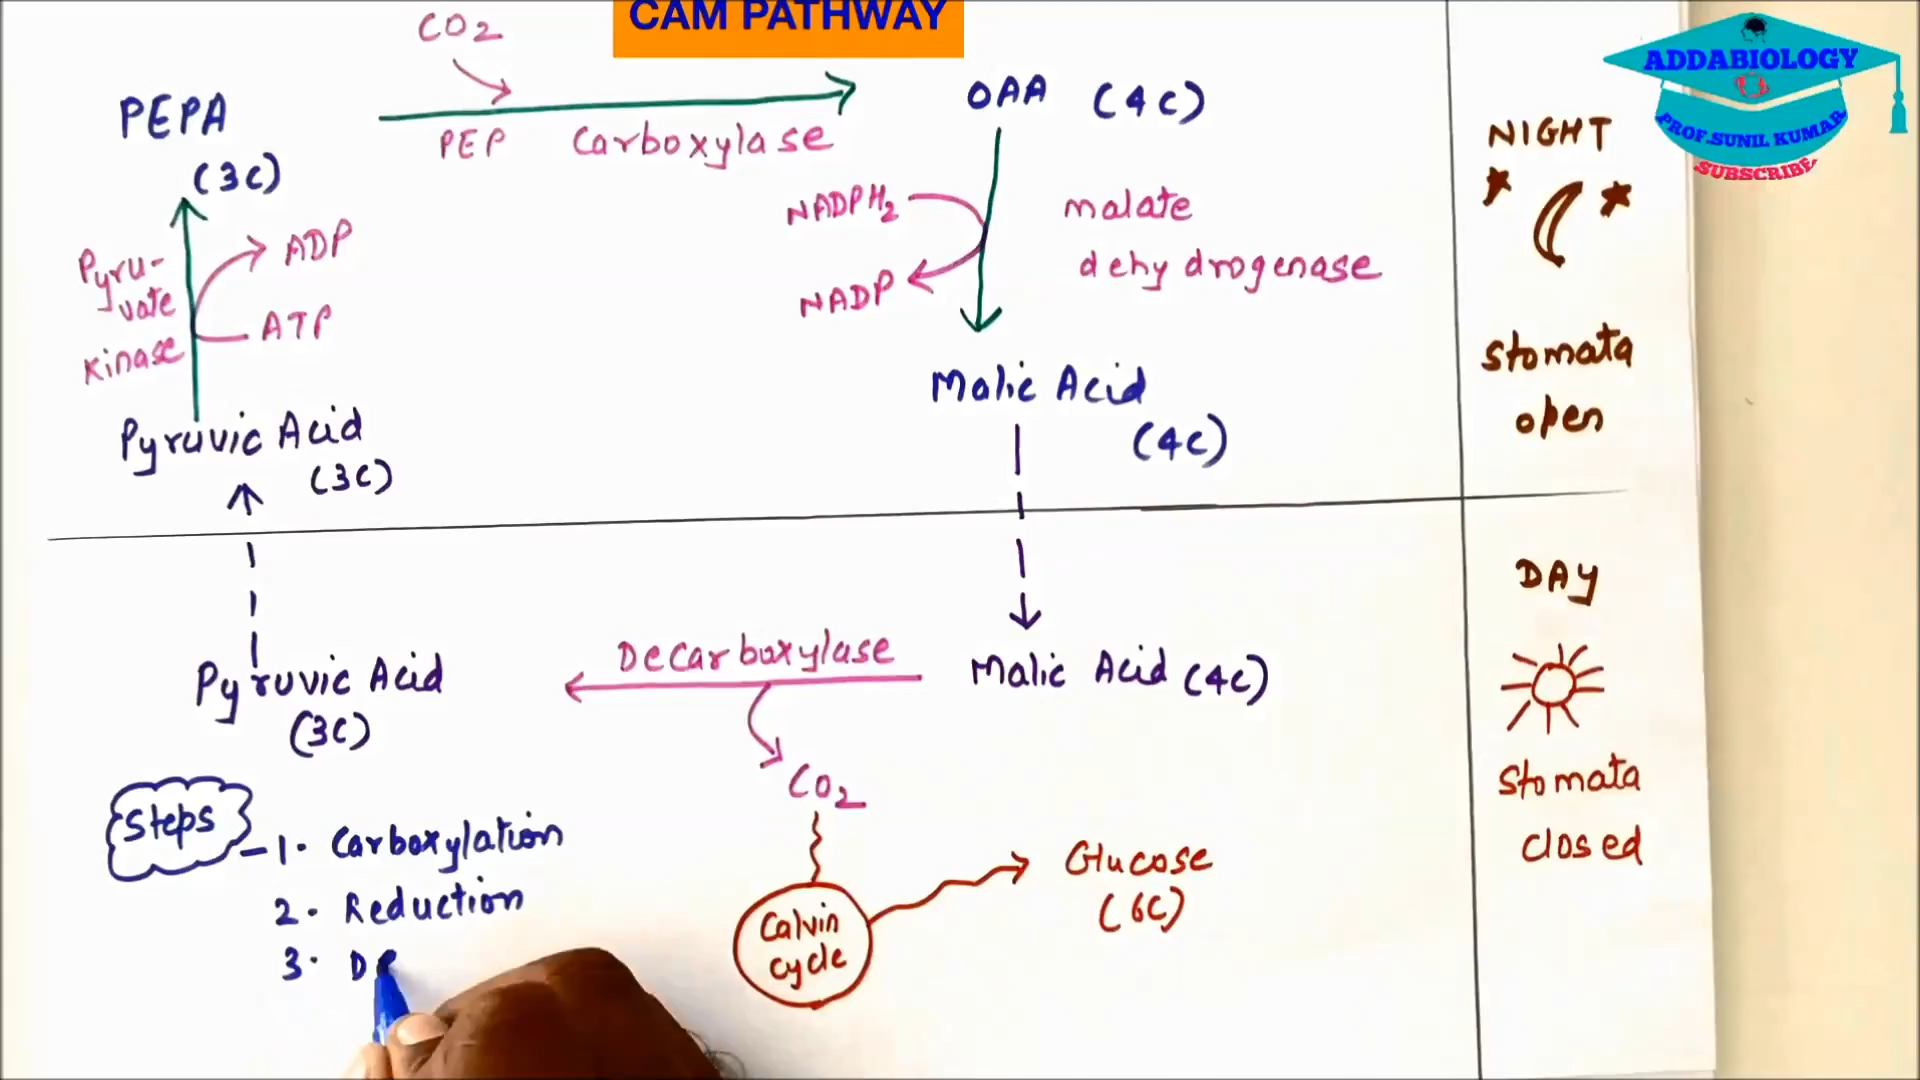 CAM PATHWAY
CO2
PEPA
(3C)
PEP Carboxylase
OAA (4C)
NADPH2
NADP
malate
dehydrogenase
Pyru-
vate
kinase
ADP
ATP
Pyruvic Acid
(3C)
Malic Acid
(4C)
NIGHT
Stomata
open
ADDABIOLOGY
PROF.SUNIL KUMAR
SUBSCRIBE
Pyruvic Acid
(3C)
Decarboxylase
Malic Acid (4C)
CO2
Calvin
cycle
Glucose
(6C)
DAY
Stomata
closed
Steps
1. Carboxylation
2. Reduction
3. De